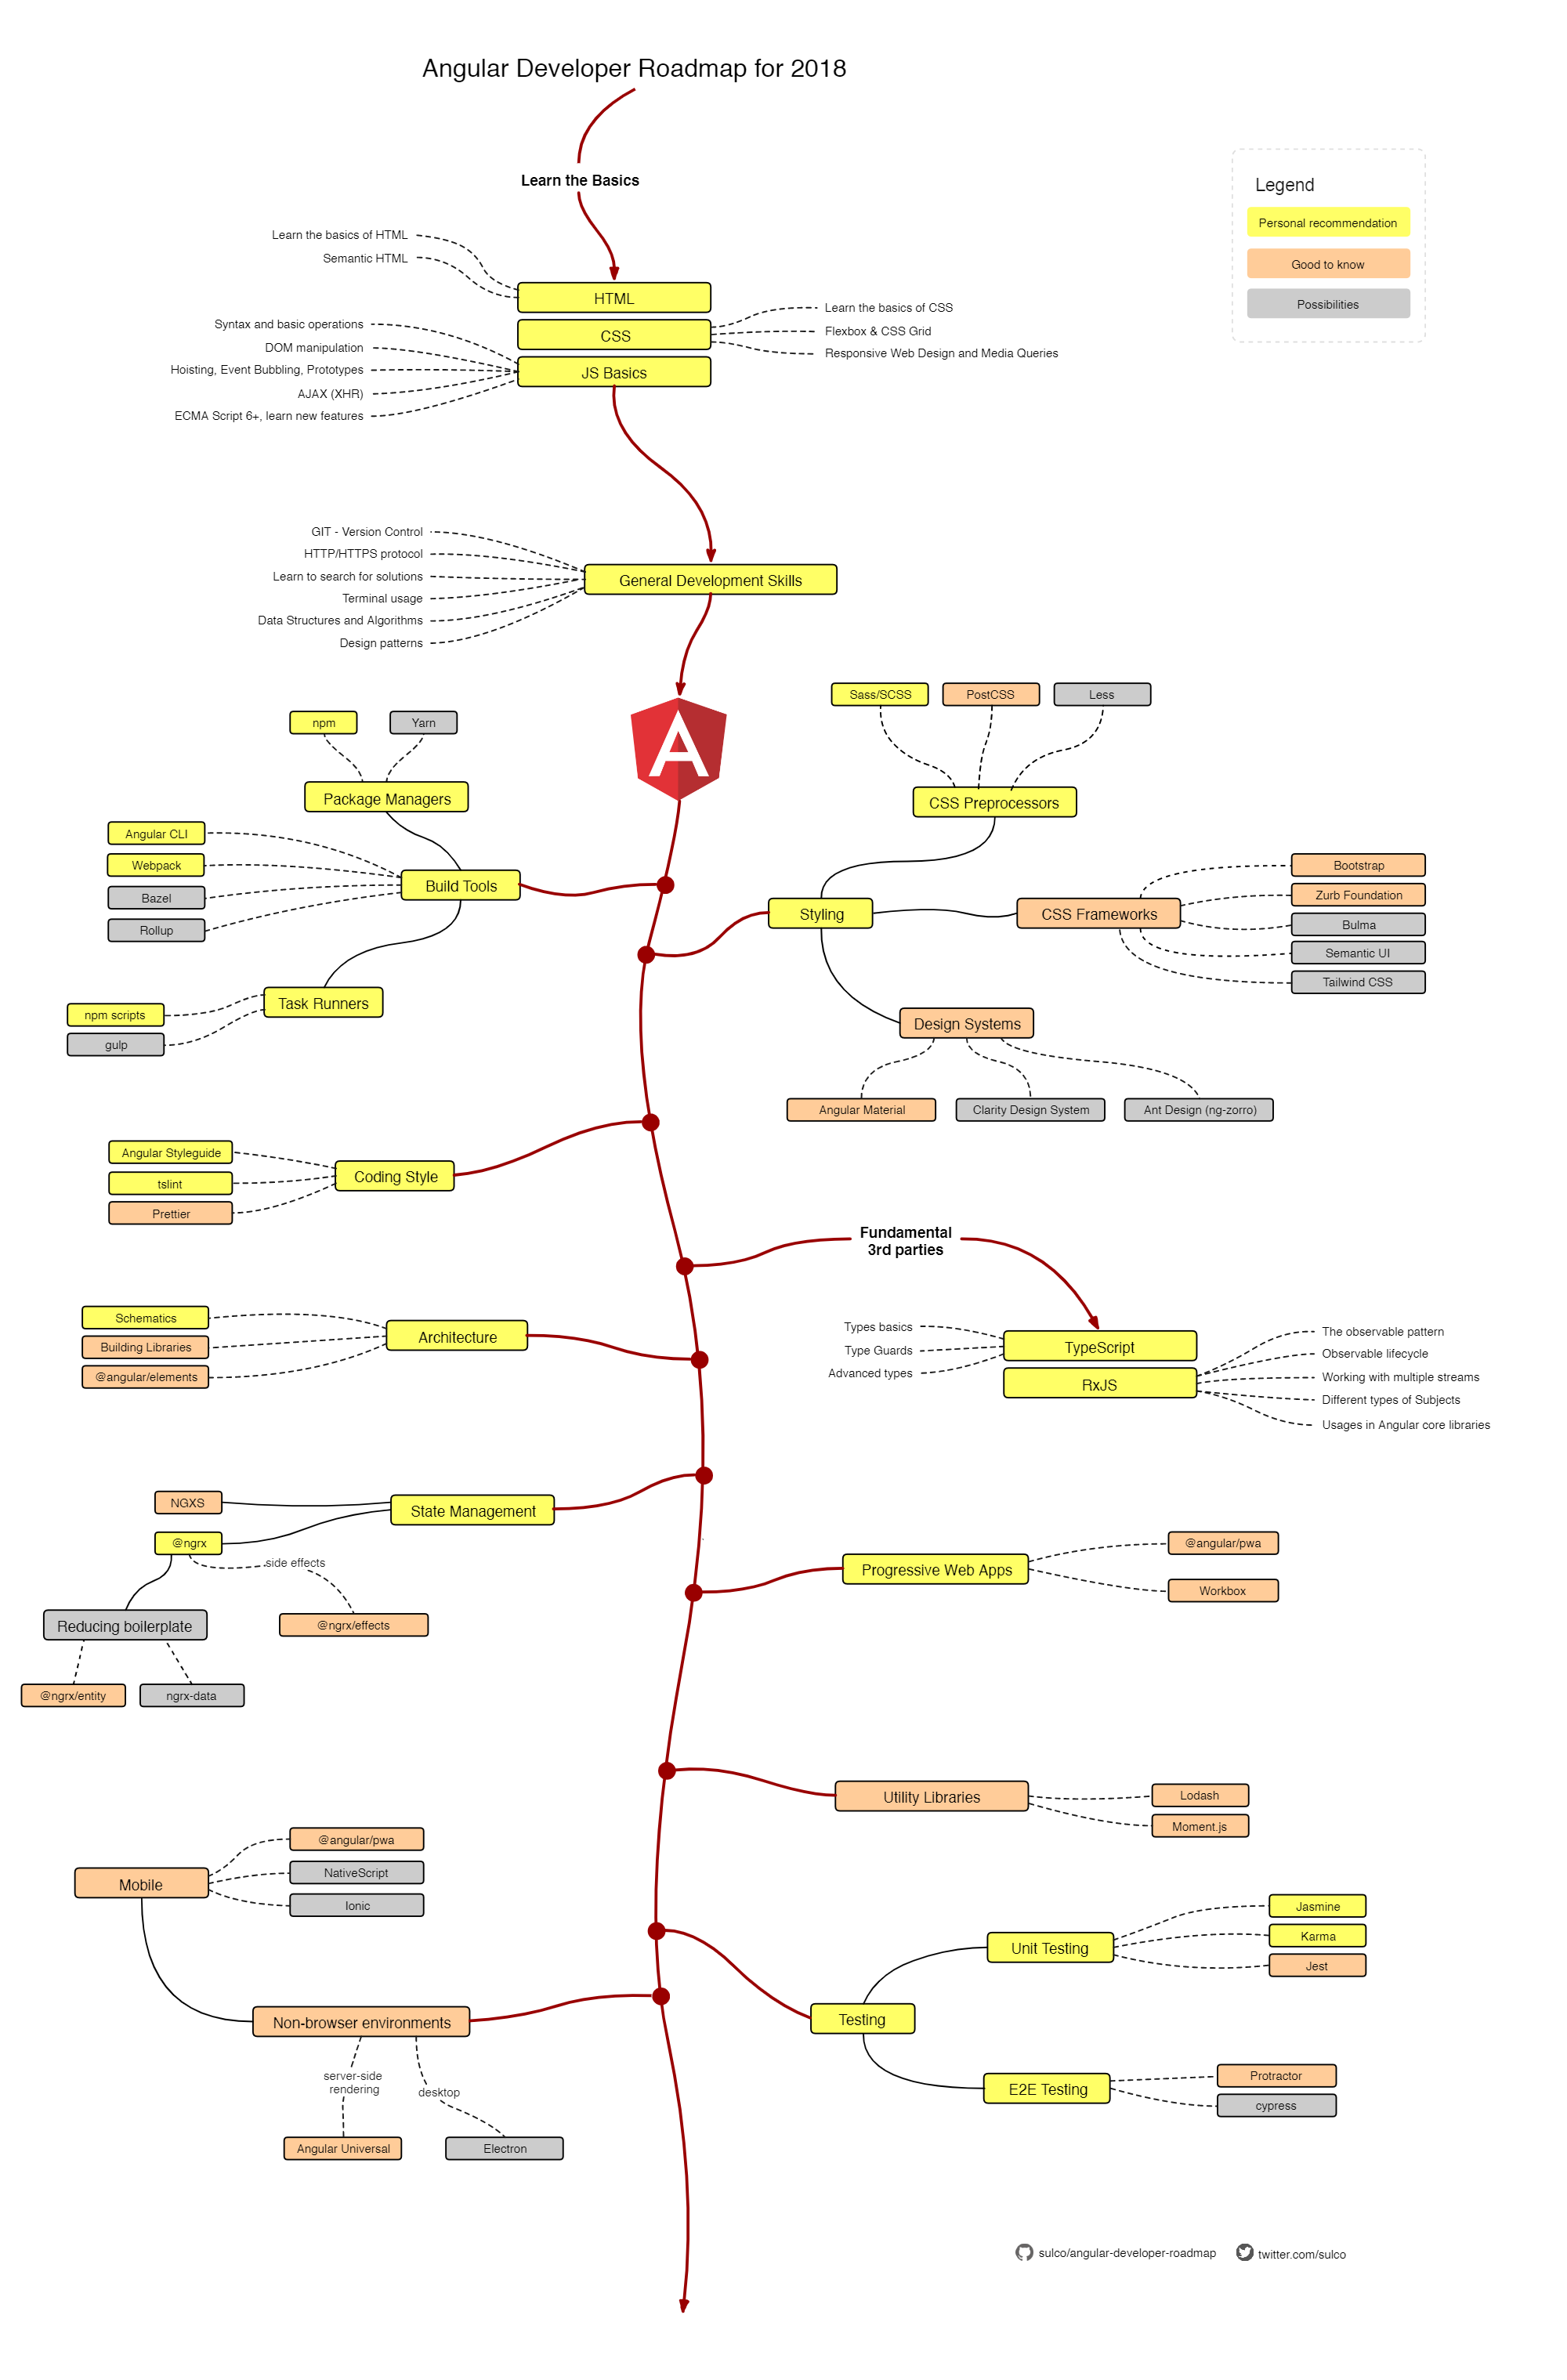 Angular Developer Roadmap for 2018
Learn the Basics
Legend
Personal recommendation
Good to know
Possibilities
Learn the basics of HTML
Semantic HTML
HTML
CSS
JS Basics
Learn the basics of CSS
Flexbox & CSS Grid
Responsive Web Design and Media Queries
Syntax and basic operations
DOM manipulation
Hoisting, Event Bubbling, Prototypes
AJAX (XHR)
ECMA Script 6+, learn new features
GIT - Version Control
HTTP/HTTPS protocol
Learn to search for solutions
Terminal usage
Data Structures and Algorithms
Design patterns
General Development Skills
A
npm
Yarn
Package Managers
Angular CLI
Webpack
Bazel
Rollup
Build Tools
Task Runners
npm scripts
gulp
Sass/SCSS
PostCSS
Less
CSS Preprocessors
Styling
CSS Frameworks
Bootstrap
Zurb Foundation
Bulma
Semantic UI
Tailwind CSS
Design Systems
Angular Material
Clarity Design System
Ant Design (ng-zorro)
Angular Styleguide
tslint
Prettier
Coding Style
Fundamental
3rd parties
Schematics
Building Libraries
@angular/elements
Architecture
Types basics
Type Guards
Advanced types
TypeScript
RxJS
The observable pattern
Observable lifecycle
Working with multiple streams
Different types of Subjects
Usages in Angular core libraries
NGXS
@ngrx
State Management
side effects
@ngrx/effects
Reducing boilerplate
@ngrx/entity
ngrx-data
Progressive Web Apps
@angular/pwa
Workbox
Utility Libraries
Lodash
Moment.js
Mobile
@angular/pwa
NativeScript
Ionic
Non-browser environments
server-side
rendering
desktop
Angular Universal
Electron
Testing
Unit Testing
Jasmine
Karma
Jest
E2E Testing
Protractor
cypress
sulco/angular-developer-roadmap
twitter.com/sulco